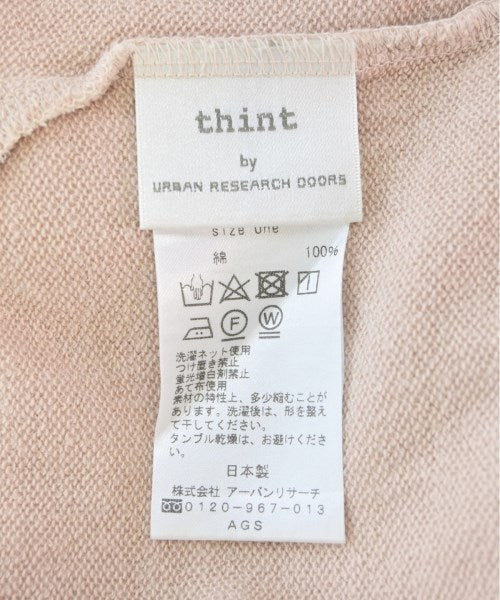 thint
by
URBAN RESEARCH DOORS
size one
綿 100%
F W
洗濯ネット使用
つけ置き禁止
蛍光増白剤禁止
あて布使用
素材の特性上、多少縮むことが
あります。洗濯後は、形を整え
て干してください。
タンブル乾燥は、お避けくださ
い。
日本製
株式会社 アーバンリサーチ
0120-967-013
AGS